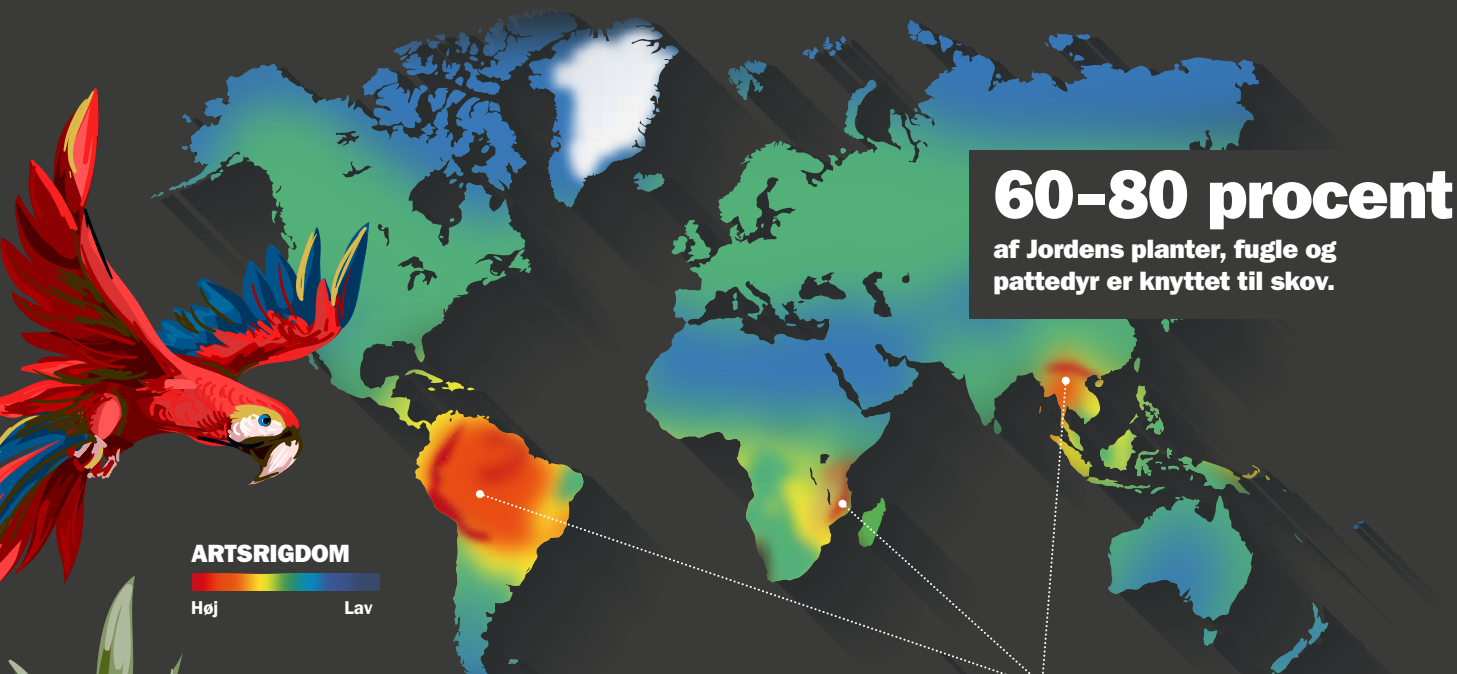 60–80 procent
af Jordens planter, fugle og
pattedyr er knyttet til skov.
ARTSRIGDOM
Høj Lav